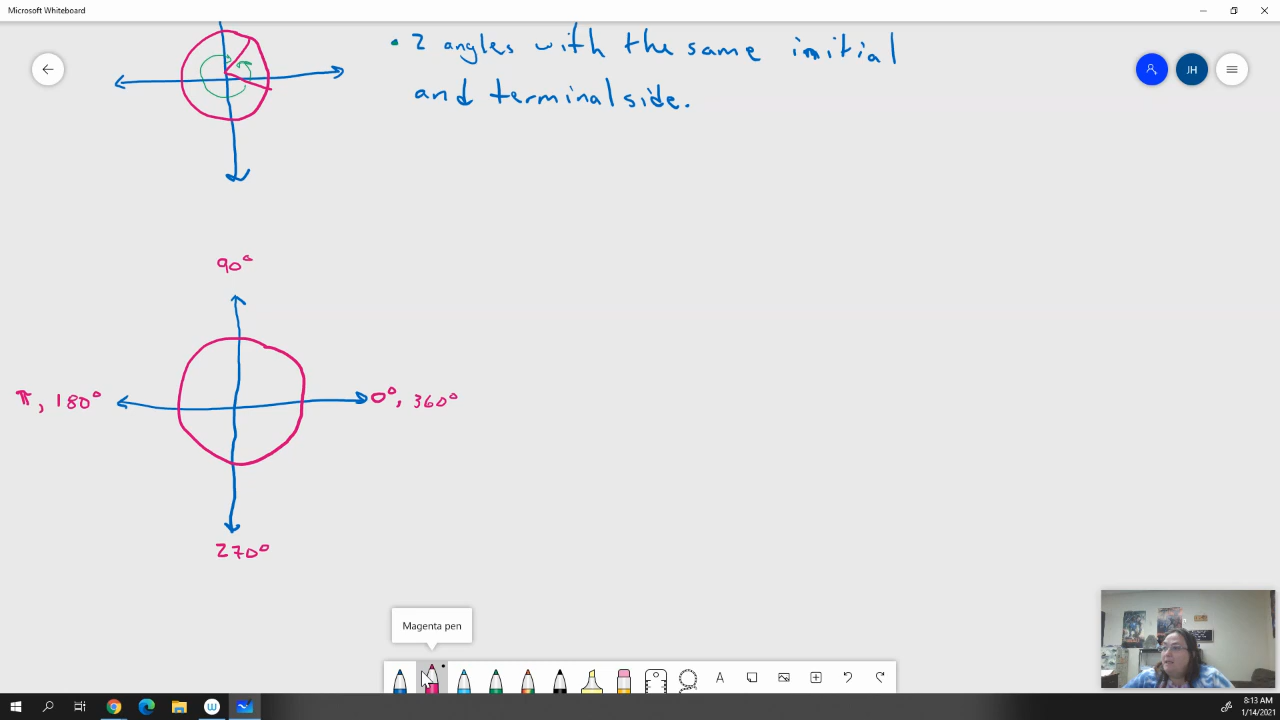 Microsoft Whiteboard
• 2 angles with the same initial
and terminal side.
JH
90°
π, 180°
0°, 360°
270°
Magenta pen
A
8:13 AM
1/14/2021